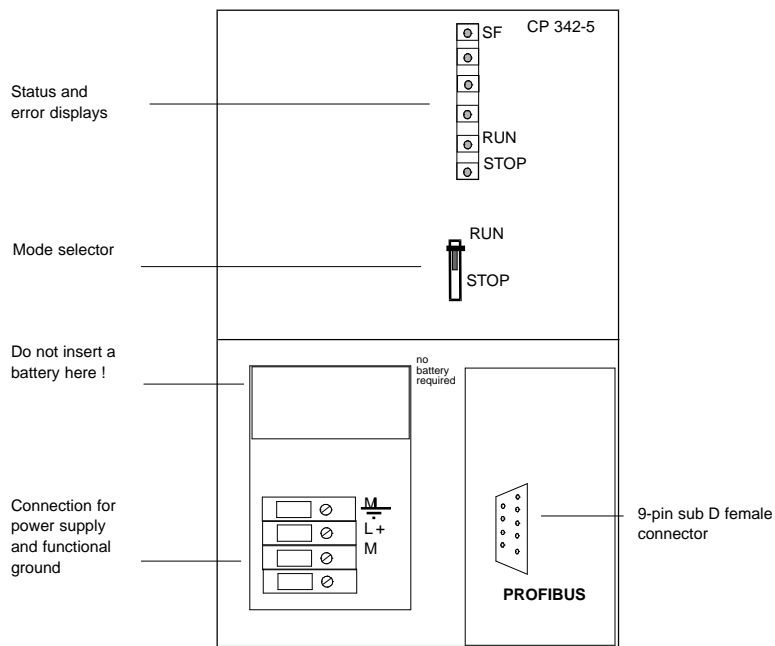 SF
CP 342-5
Status and
error displays
RUN
STOP
Mode selector
RUN
STOP
Do not insert a
battery here !
no
battery
required
Connection for
power supply
and functional
ground
M
L+
M
9-pin sub D female
connector
PROFIBUS